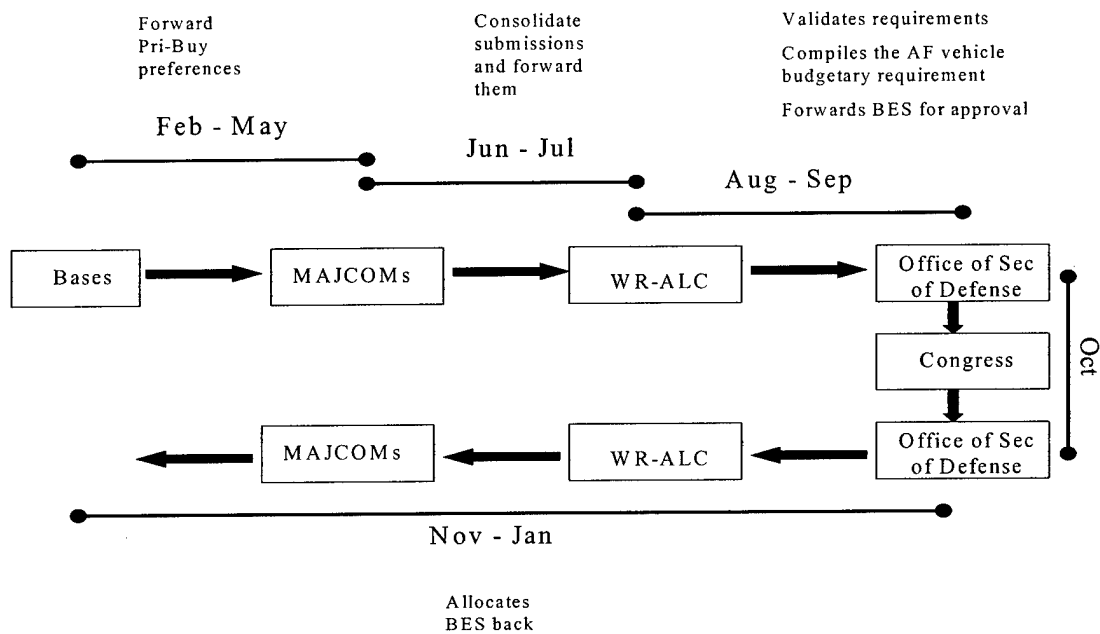 Forward
Pri-Buy
preferences
Consolidate
submissions
and forward
them
Validates requirements
Compiles the AF vehicle
budgetary requirement
Forwards BES for approval
Feb - May
Jun - Jul
Aug - Sep
Bases
MAJCOMs
WR-ALC
Office of Sec
of Defense
Congress
Oct
MAJCOMs
WR-ALC
Office of Sec
of Defense
Nov - Jan
Allocates
BES back